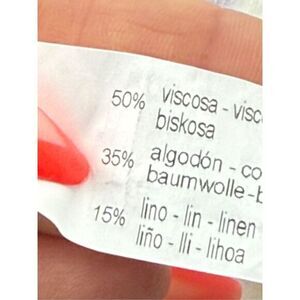 50% viscosa - visc
biskosa
35% algodón - co
baumwolle - b
15% lino - lin - linen
liño - lli - lihoa